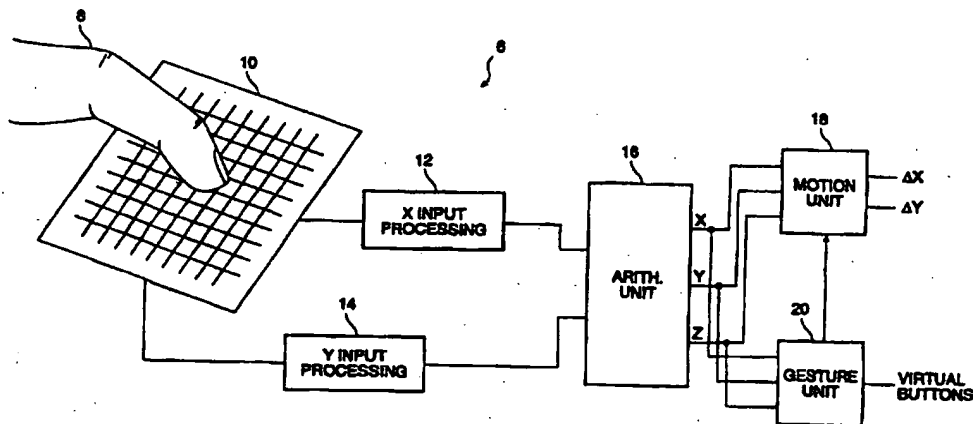 8
10
6
12
X INPUT
PROCESSING
14
Y INPUT
PROCESSING
16
ARITH.
UNIT
X
Y
Z
18
MOTION
UNIT
ΔX
ΔY
20
GESTURE
UNIT
VIRTUAL
BUTTONS